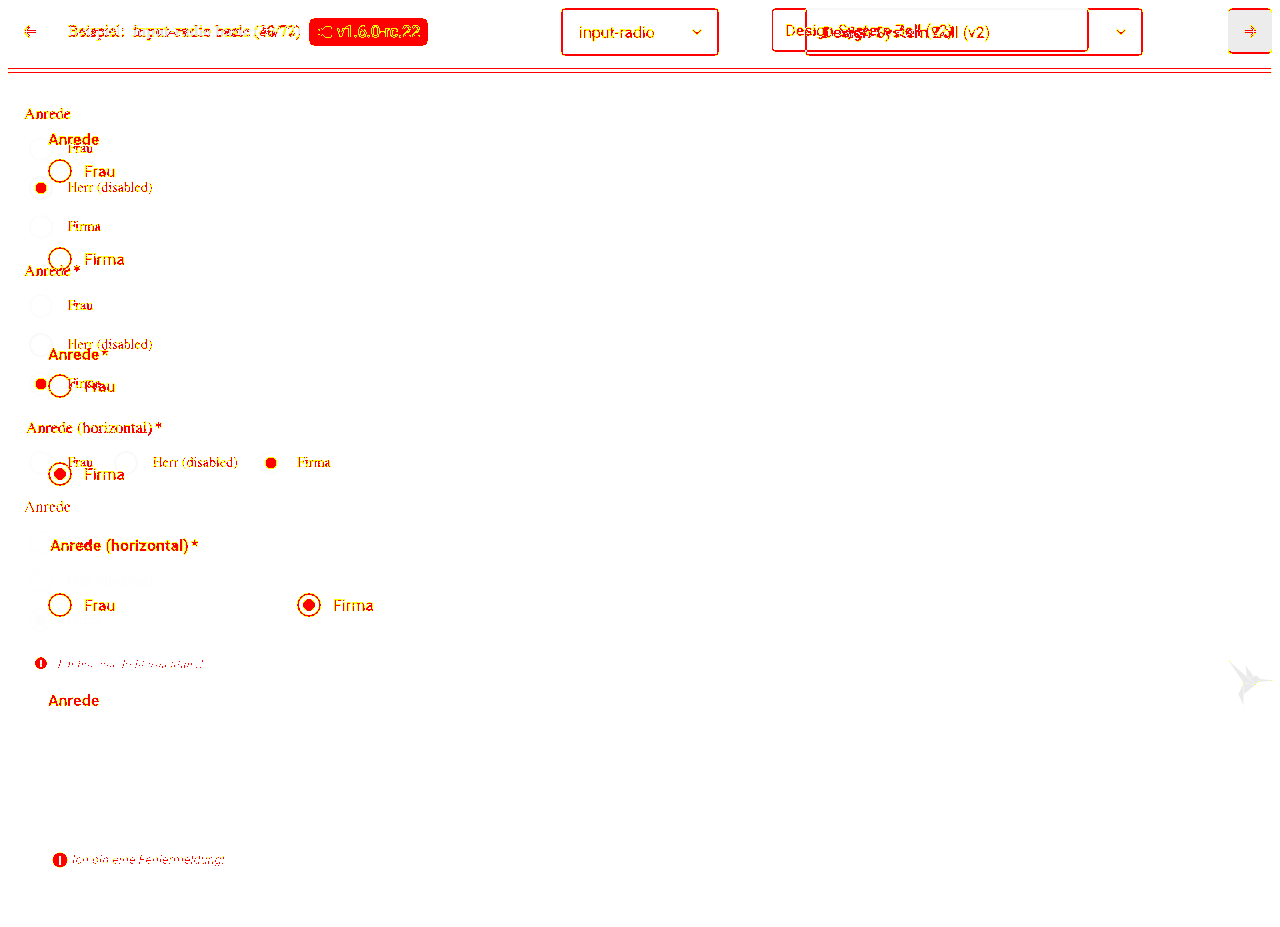 Beispiel: input-radio basic (46/77) v1.6.0-rc.22 input-radio Design System Zoll (v2)
Anrede
Anrede
Frau
Frau
Herr (disabled)
Firma
Firma
Anrede*
Frau
Herr (disabled)
Anrede*
Firma
Frau
Anrede (horizontal)*
Frau Herr (disabled) Firma
Firma
Anrede
Anrede (horizontal)*
Frau Firma
Anrede
Ich bin eine Fehlermeldung!